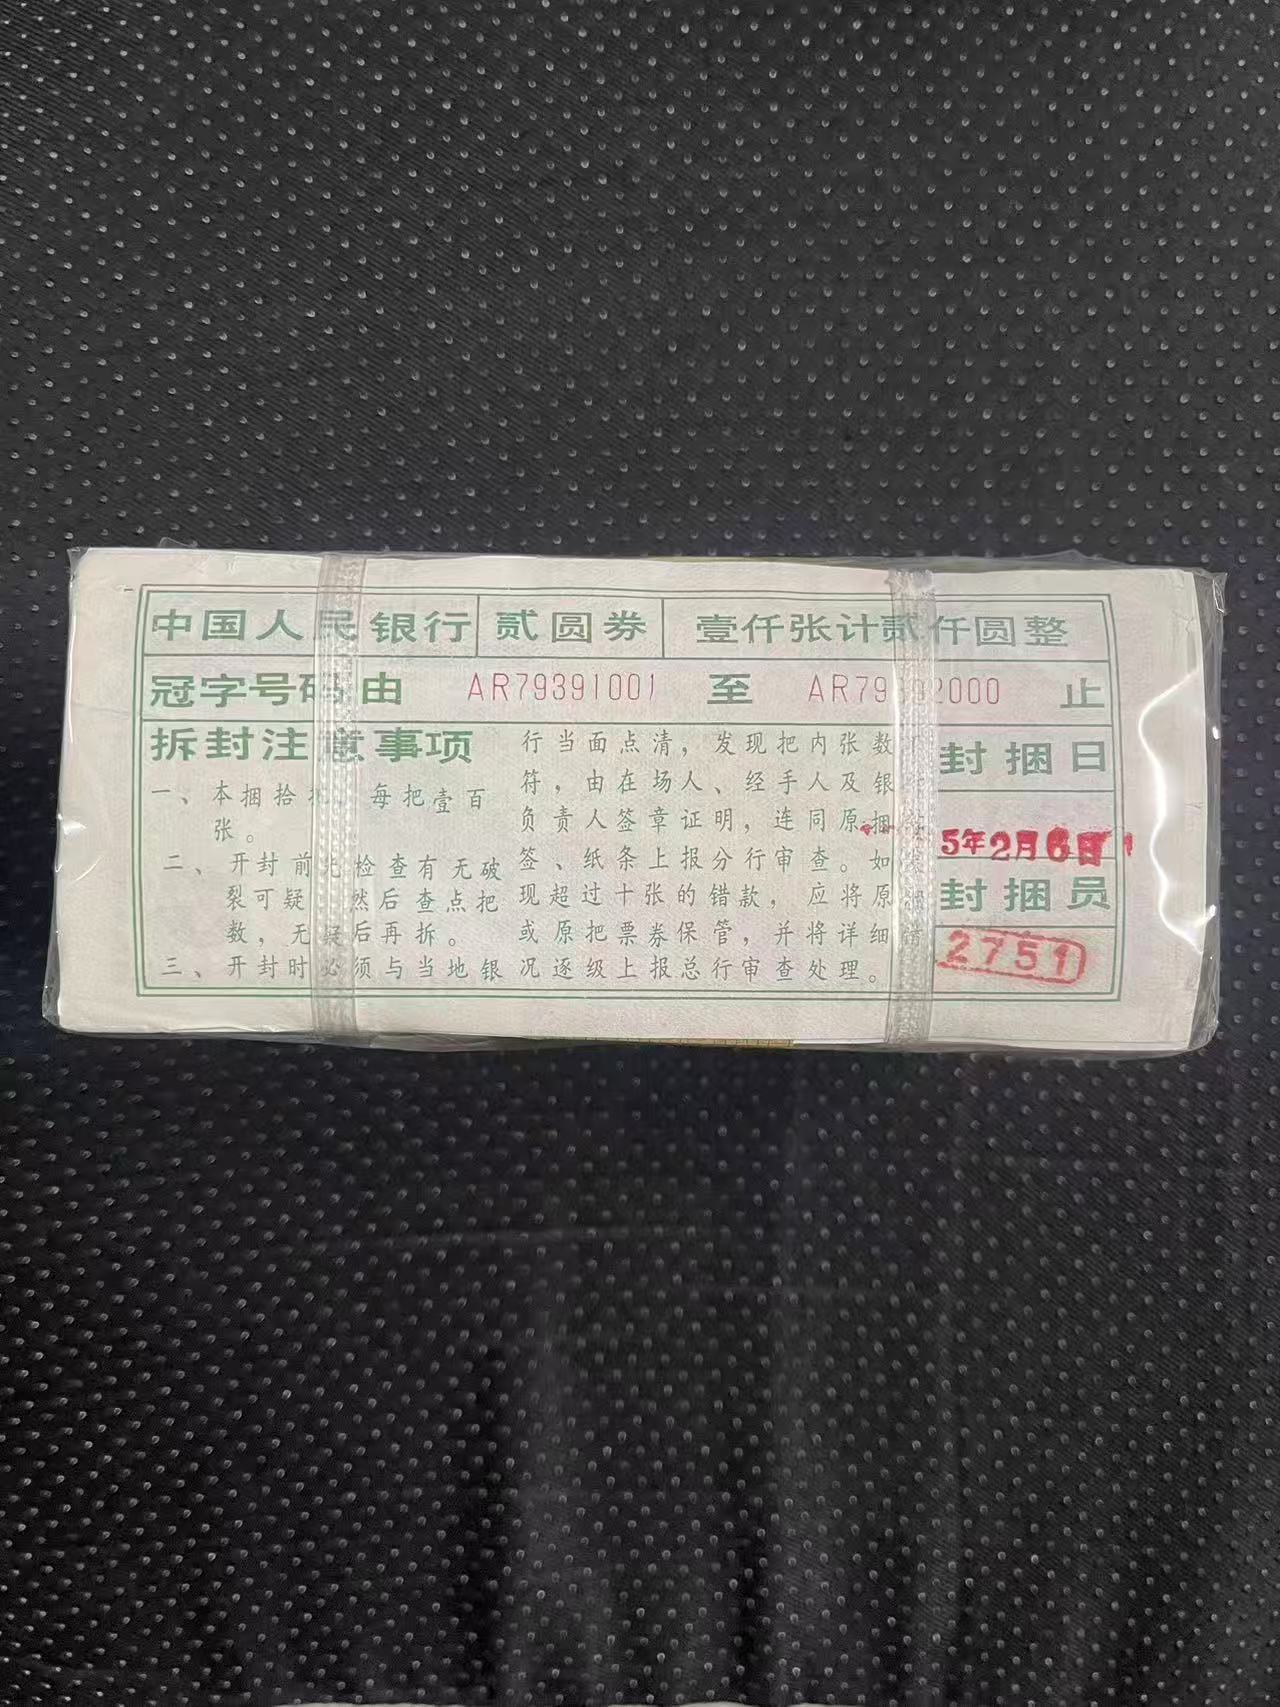 中国人民银行 贰圆券 壹仟张计贰仟圆整
冠字号码由 AR79391001 至 AR79 2000 止
拆封注意事项
一、本捆拾 每把壹百
张。
二、开封前 检查有无破
裂可疑 然后查点把
数，无疑后再拆。
三、开封时必须与当地银
行当面点清，发现把内张数
符，由在场人、经手人及银
负责人签章证明，连同原捆
签、纸条上报分行审查。如
现超过十张的错款，应将原
或原把票券保管，并将详细情
况逐级上报总行审查处理。
封捆日
5年2月6日
封捆员
2751